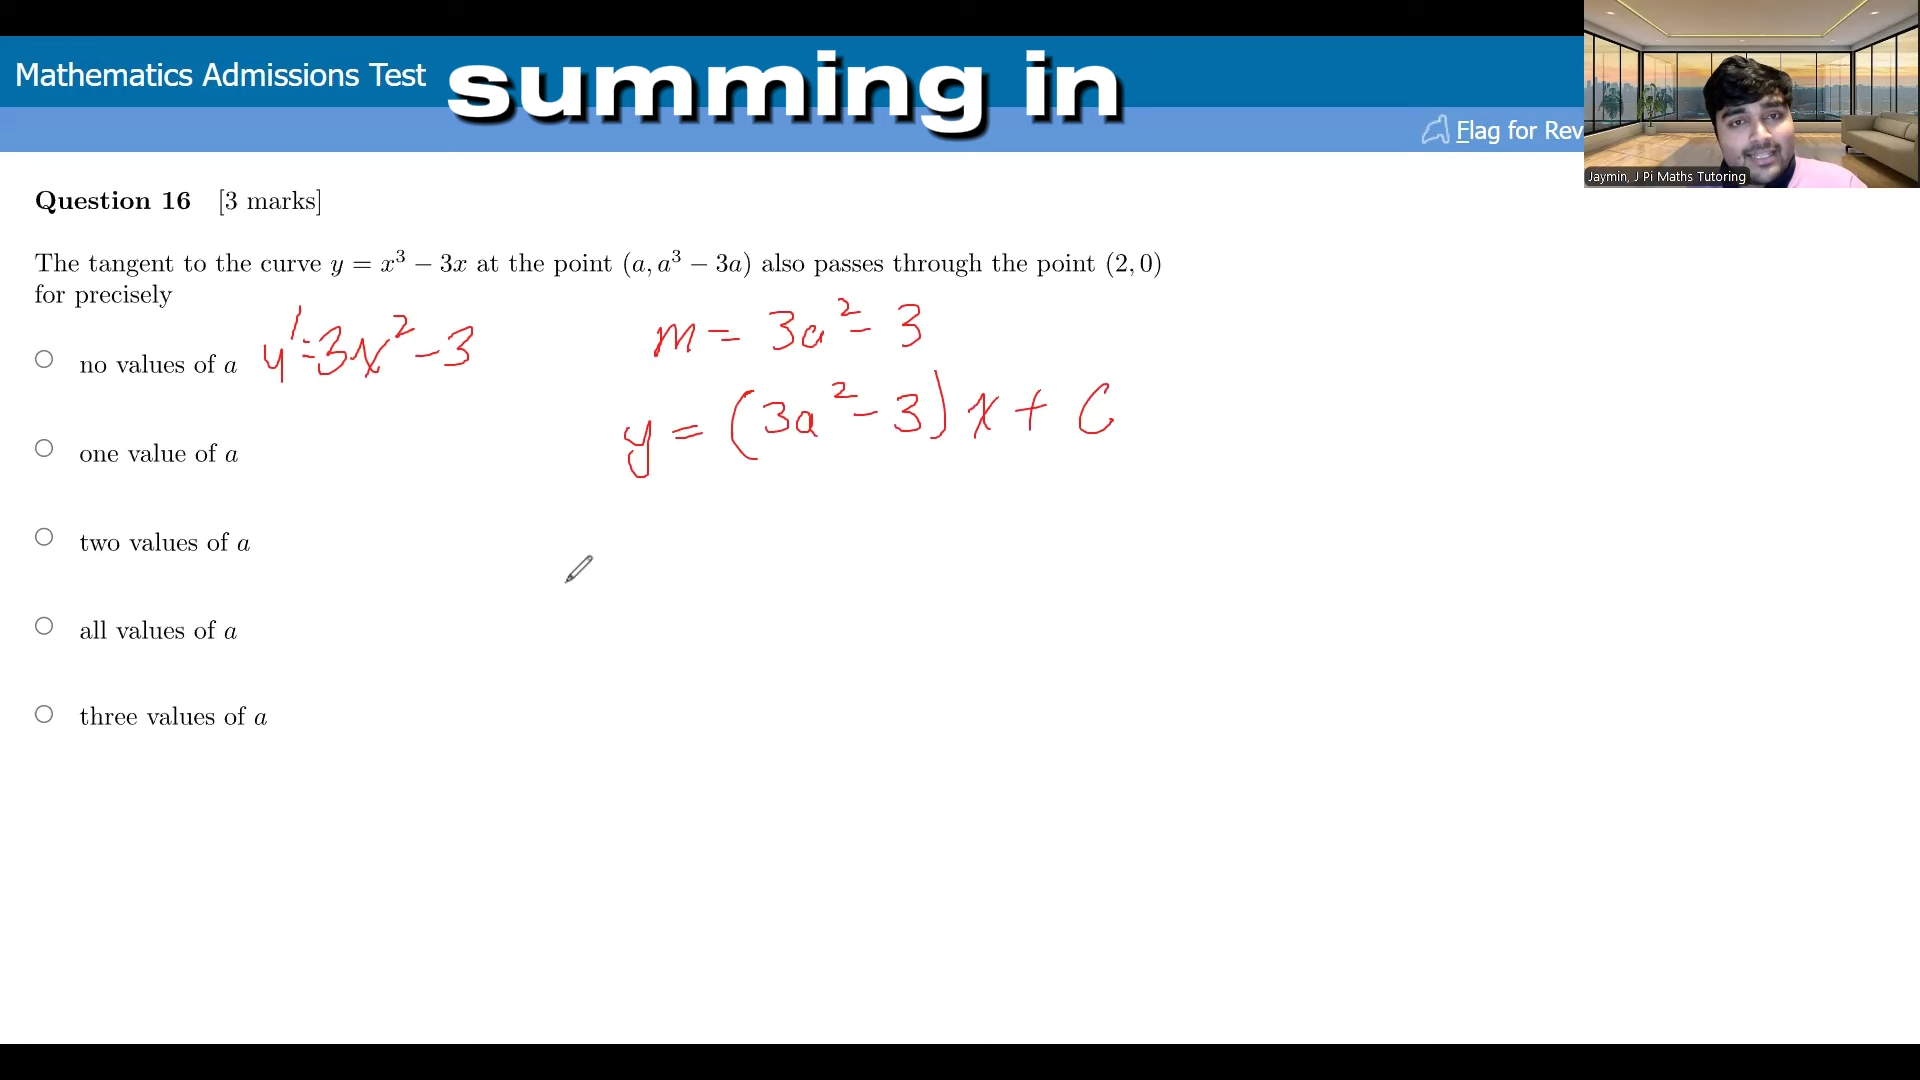 Mathematics Admissions Test
summing in
Flag for Rev
Jaymin, J Pi Maths Tutoring
Question 16 [3 marks]
The tangent to the curve y = x³ − 3x at the point (a, a³ − 3a) also passes through the point (2, 0)
for precisely
y' = 3x² − 3
m = 3a² − 3
y = (3a² − 3) x + C
no values of a
one value of a
two values of a
all values of a
three values of a